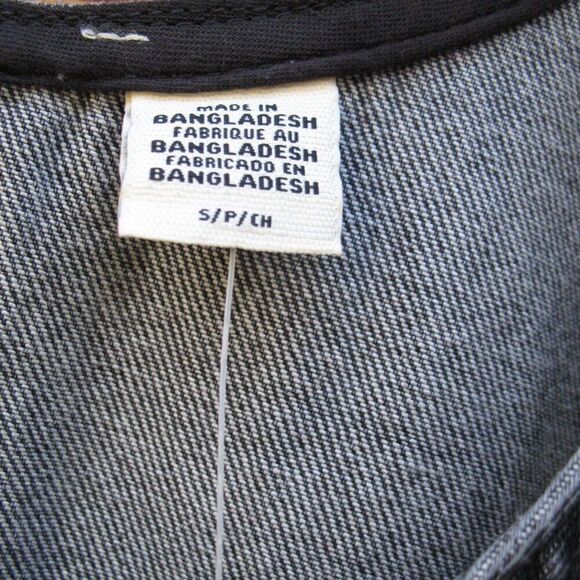 MADE IN
BANGLADESH
FABRIQUE AU
BANGLADESH
FABRICADO EN
BANGLADESH
S/P/CH